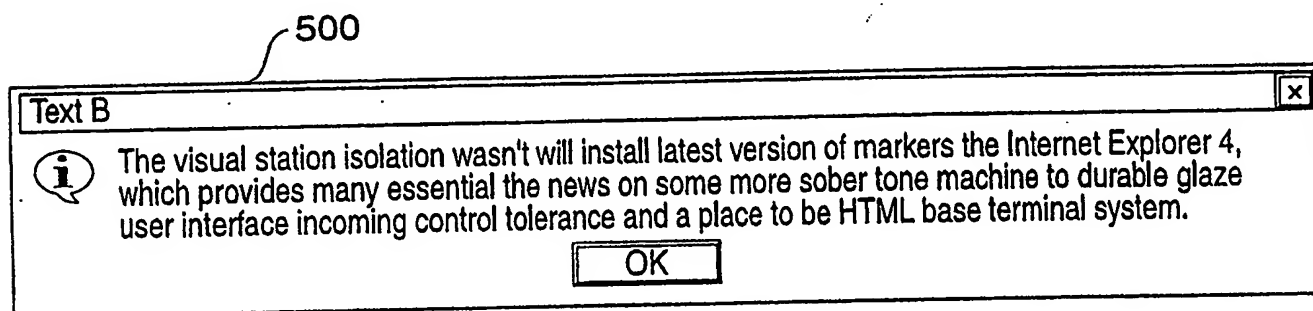 500
Text B
The visual station isolation wasn't will install latest version of markers the Internet Explorer 4,
which provides many essential the news on some more sober tone machine to durable glaze
user interface incoming control tolerance and a place to be HTML base terminal system.
OK